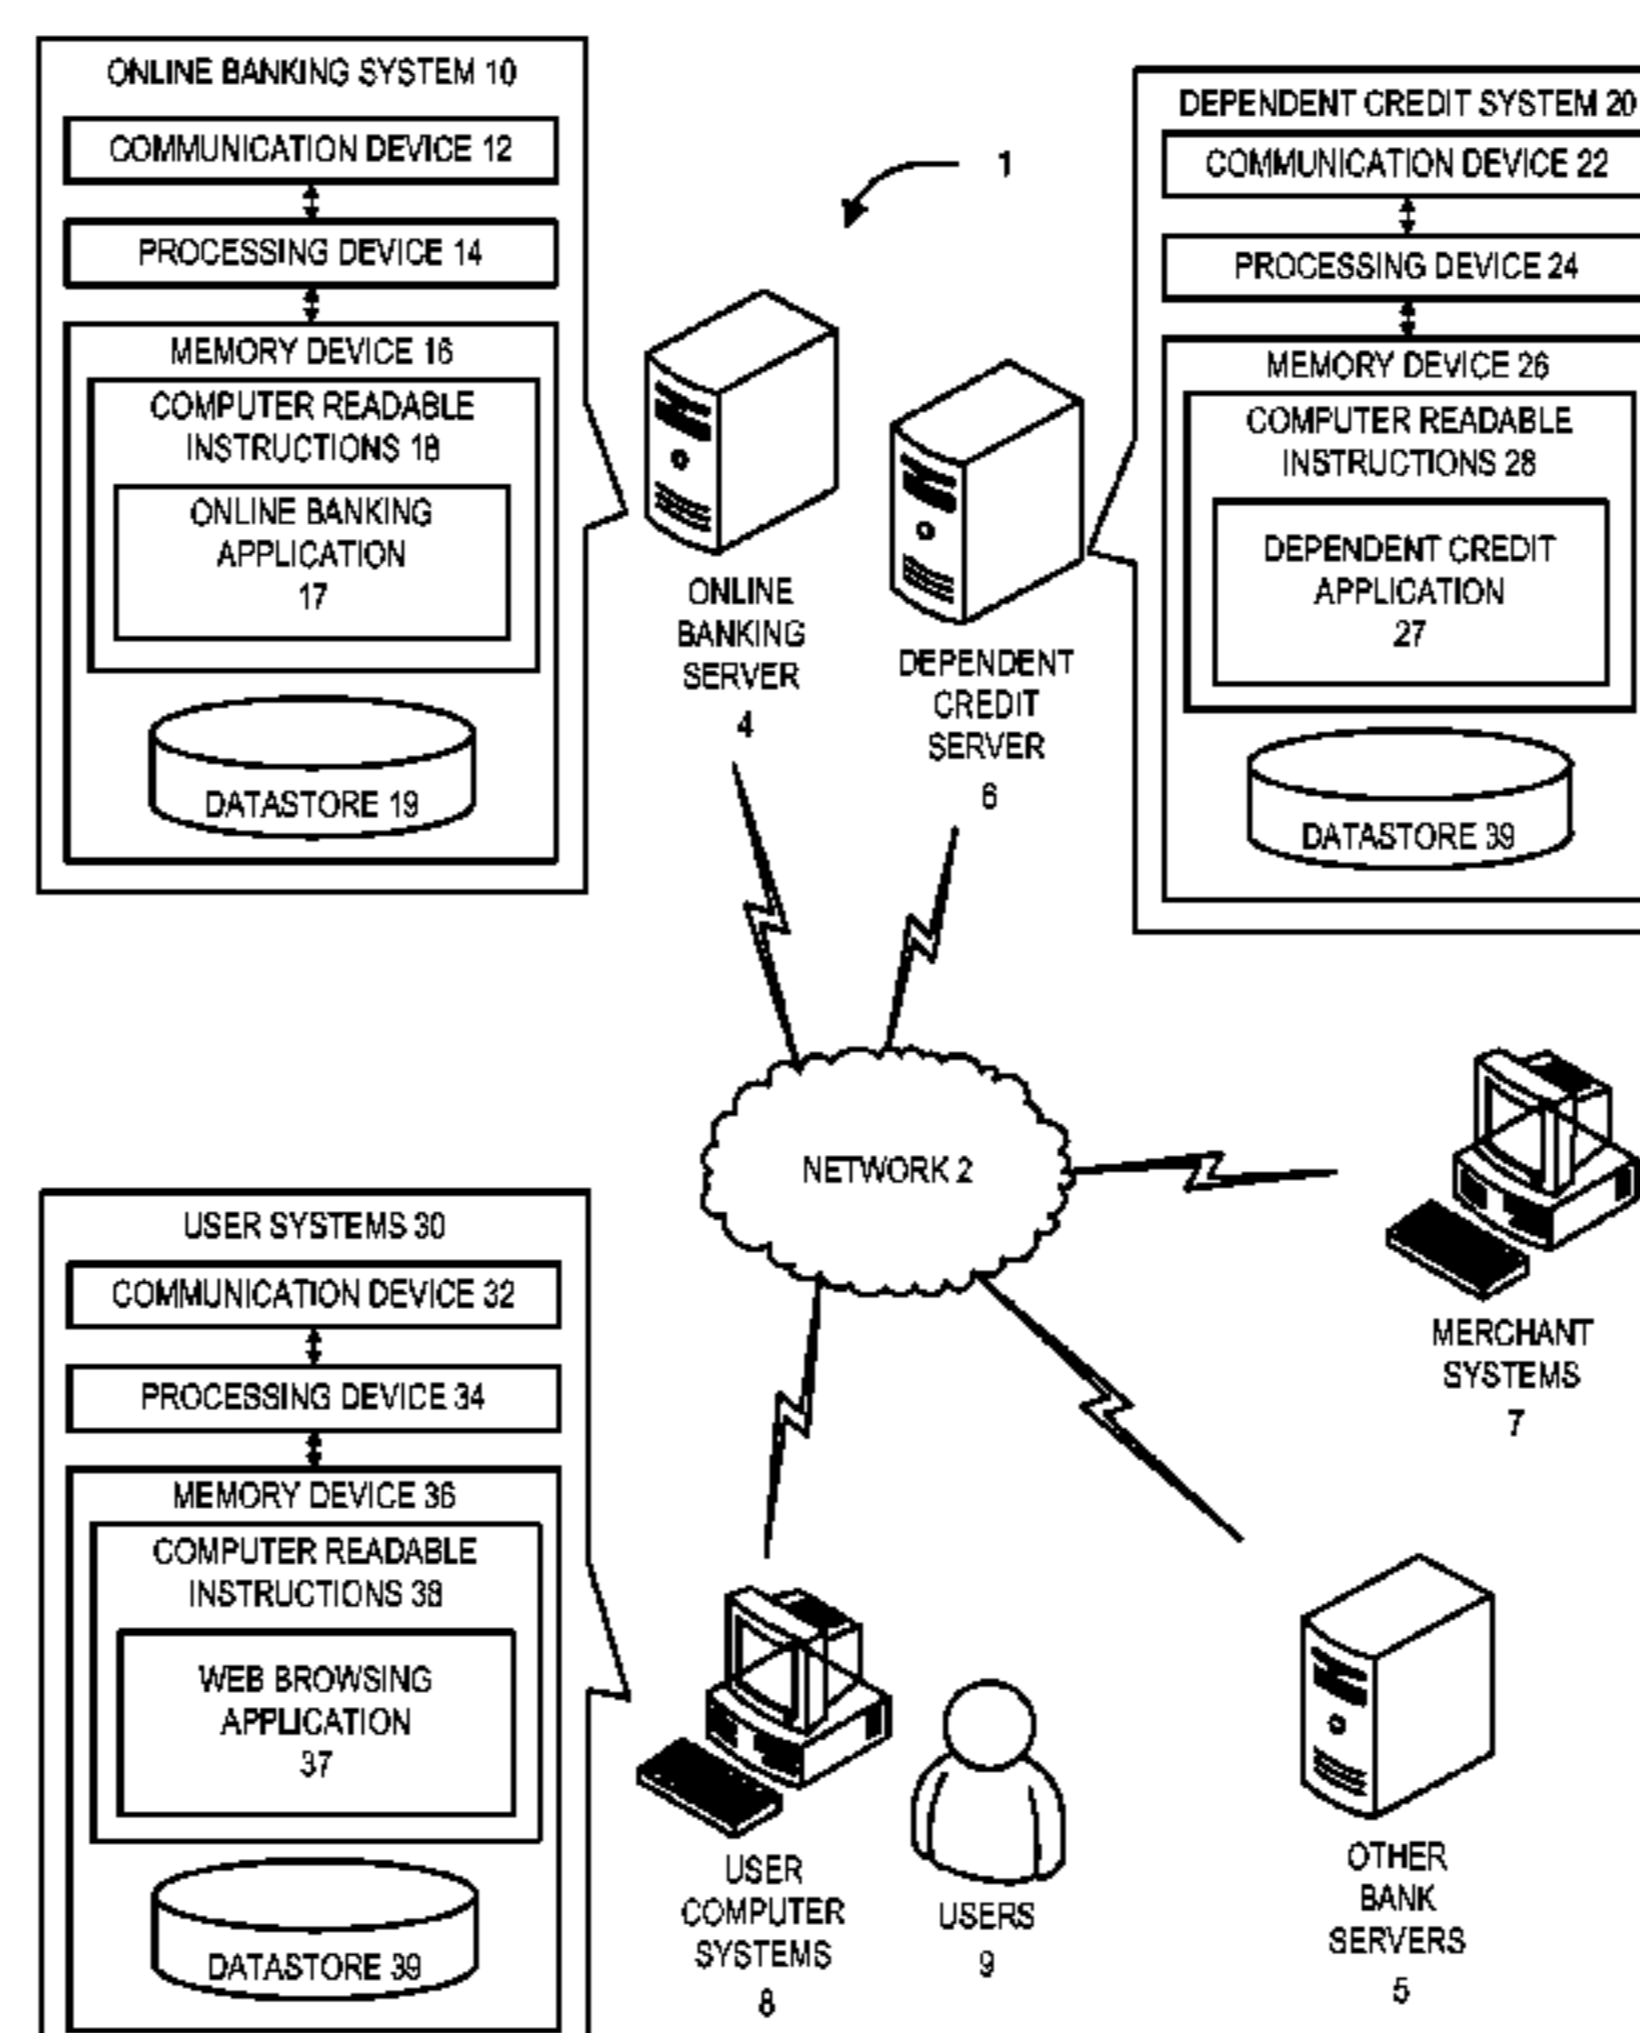 ONLINE BANKING SYSTEM 10
COMMUNICATION DEVICE 12
PROCESSING DEVICE 14
MEMORY DEVICE 16
COMPUTER READABLE
INSTRUCTIONS 18
ONLINE BANKING
APPLICATION
17
DATASTORE 19
1
ONLINE
BANKING
SERVER
4
DEPENDENT
CREDIT
SERVER
6
DEPENDENT CREDIT SYSTEM 20
COMMUNICATION DEVICE 22
PROCESSING DEVICE 24
MEMORY DEVICE 26
COMPUTER READABLE
INSTRUCTIONS 28
DEPENDENT CREDIT
APPLICATION
27
DATASTORE 39
NETWORK 2
MERCHANT
SYSTEMS
7
USER SYSTEMS 30
COMMUNICATION DEVICE 32
PROCESSING DEVICE 34
MEMORY DEVICE 36
COMPUTER READABLE
INSTRUCTIONS 38
WEB BROWSING
APPLICATION
37
DATASTORE 39
USER
COMPUTER
SYSTEMS
8
USERS
9
OTHER
BANK
SERVERS
5